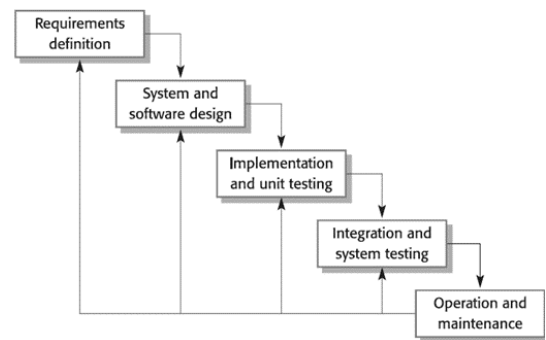 Requirements
definition
System and
software design
Implementation
and unit testing
Integration and
system testing
Operation and
maintenance